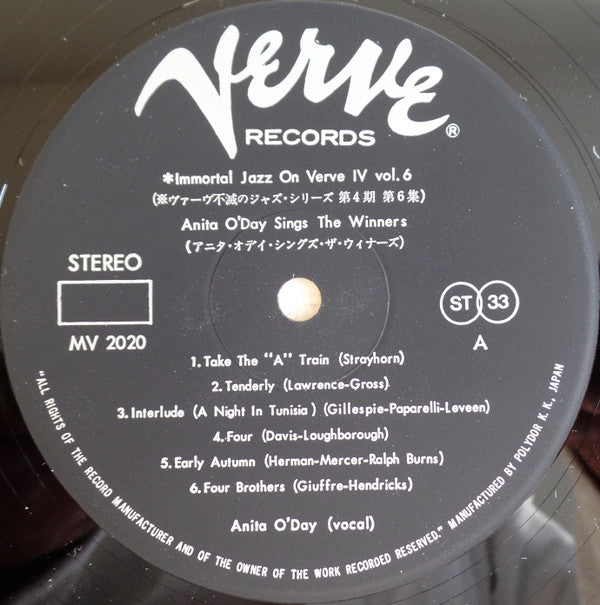 Verve
RECORDS ®
*Immortal Jazz On Verve IV vol.6
(※ヴァーヴ不滅のジャズ・シリーズ 第4期 第6集)
Anita O'Day Sings The Winners
(アニタ・オデイ・シングズ・ザ・ウィナーズ)
STEREO
MV 2020
ST 33
A
1. Take The "A" Train (Strayhorn)
2. Tenderly (Lawrence-Gross)
3. Interlude (A Night In Tunisia) (Gillespie-Paparelli-Leveen)
4. Four (Davis-Loughborough)
5. Early Autumn (Herman-Mercer-Ralph Burns)
6. Four Brothers (Giuffre-Hendricks)
Anita O'Day (vocal)
"ALL RIGHTS OF THE RECORD MANUFACTURER AND OF THE OWNER OF THE WORK RECORDED RESERVED." MANUFACTURED BY POLYDOR K. K., JAPAN